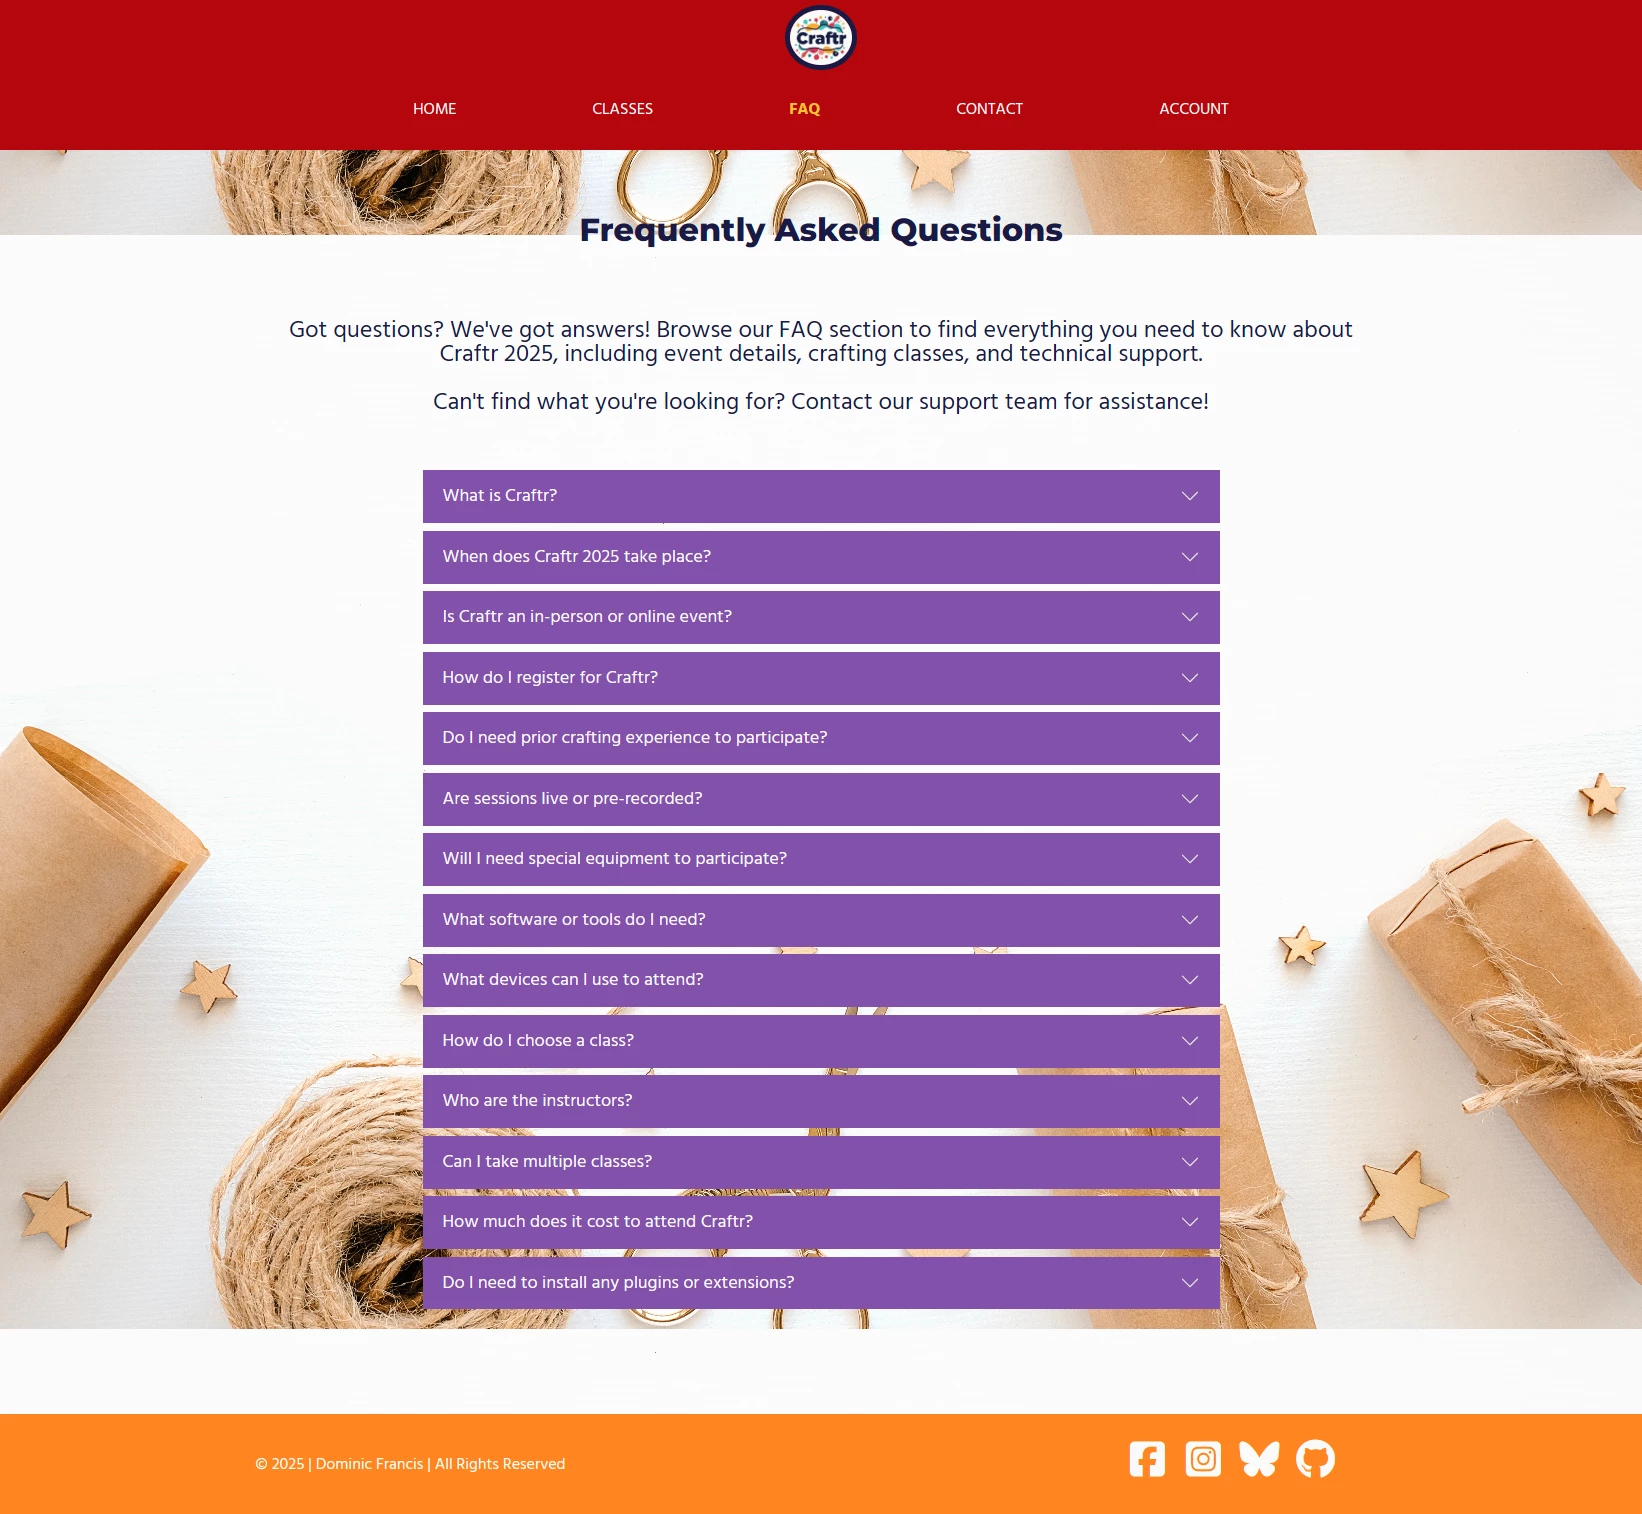 Craftr
HOME
CLASSES
FAQ
CONTACT
ACCOUNT
Frequently Asked Questions
Got questions? We've got answers! Browse our FAQ section to find everything you need to know about
Craftr 2025, including event details, crafting classes, and technical support.
Can't find what you're looking for? Contact our support team for assistance!
What is Craftr?
When does Craftr 2025 take place?
Is Craftr an in-person or online event?
How do I register for Craftr?
Do I need prior crafting experience to participate?
Are sessions live or pre-recorded?
Will I need special equipment to participate?
What software or tools do I need?
What devices can I use to attend?
How do I choose a class?
Who are the instructors?
Can I take multiple classes?
How much does it cost to attend Craftr?
Do I need to install any plugins or extensions?
© 2025 | Dominic Francis | All Rights Reserved